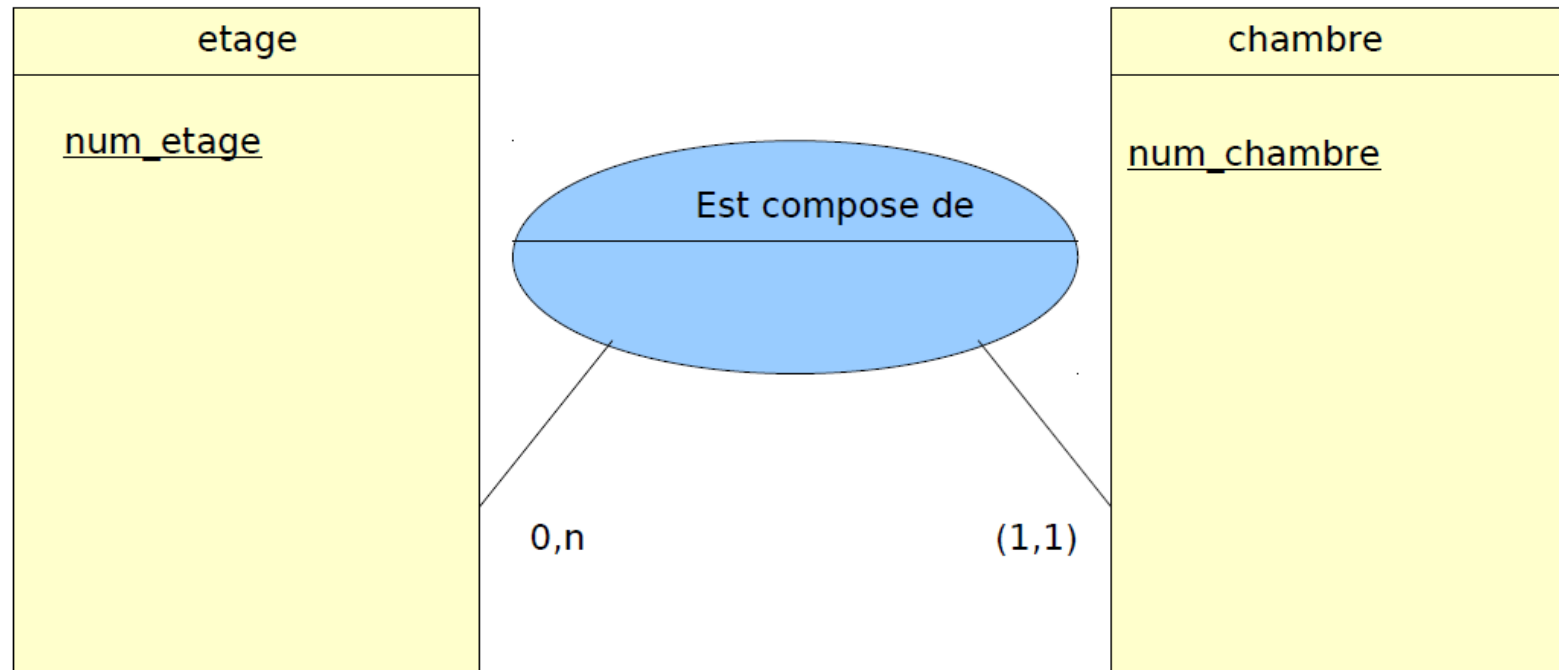 etage
num_etage
Est compose de
chambre
num_chambre
0,n
(1,1)